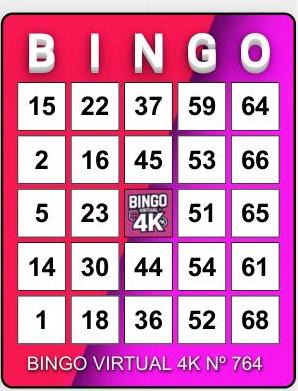 B I N G O
15 22 37 59 64
2 16 45 53 66
5 23 BINGO VIRTUAL 4K 51 65
14 30 44 54 61
1 18 36 52 68
BINGO VIRTUAL 4K Nº 764